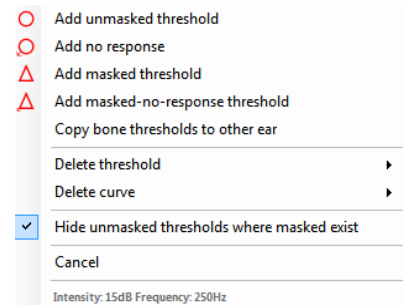 Add unmasked threshold
Add no response
Add masked threshold
Add masked-no-response threshold
Copy bone thresholds to other ear
Delete threshold
Delete curve
Hide unmasked thresholds where masked exist
Cancel
Intensity: 15dB Frequency: 250Hz